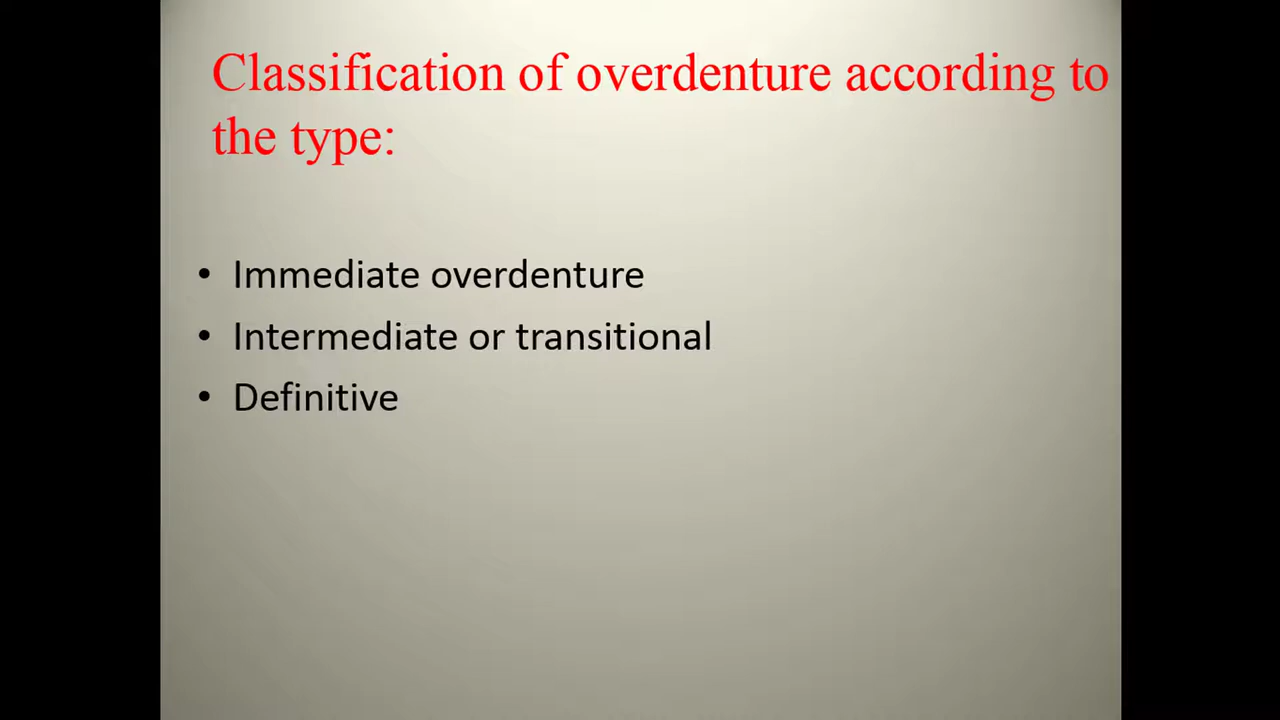 Classification of overdenture according to
the type:
• Immediate overdenture
• Intermediate or transitional
• Definitive